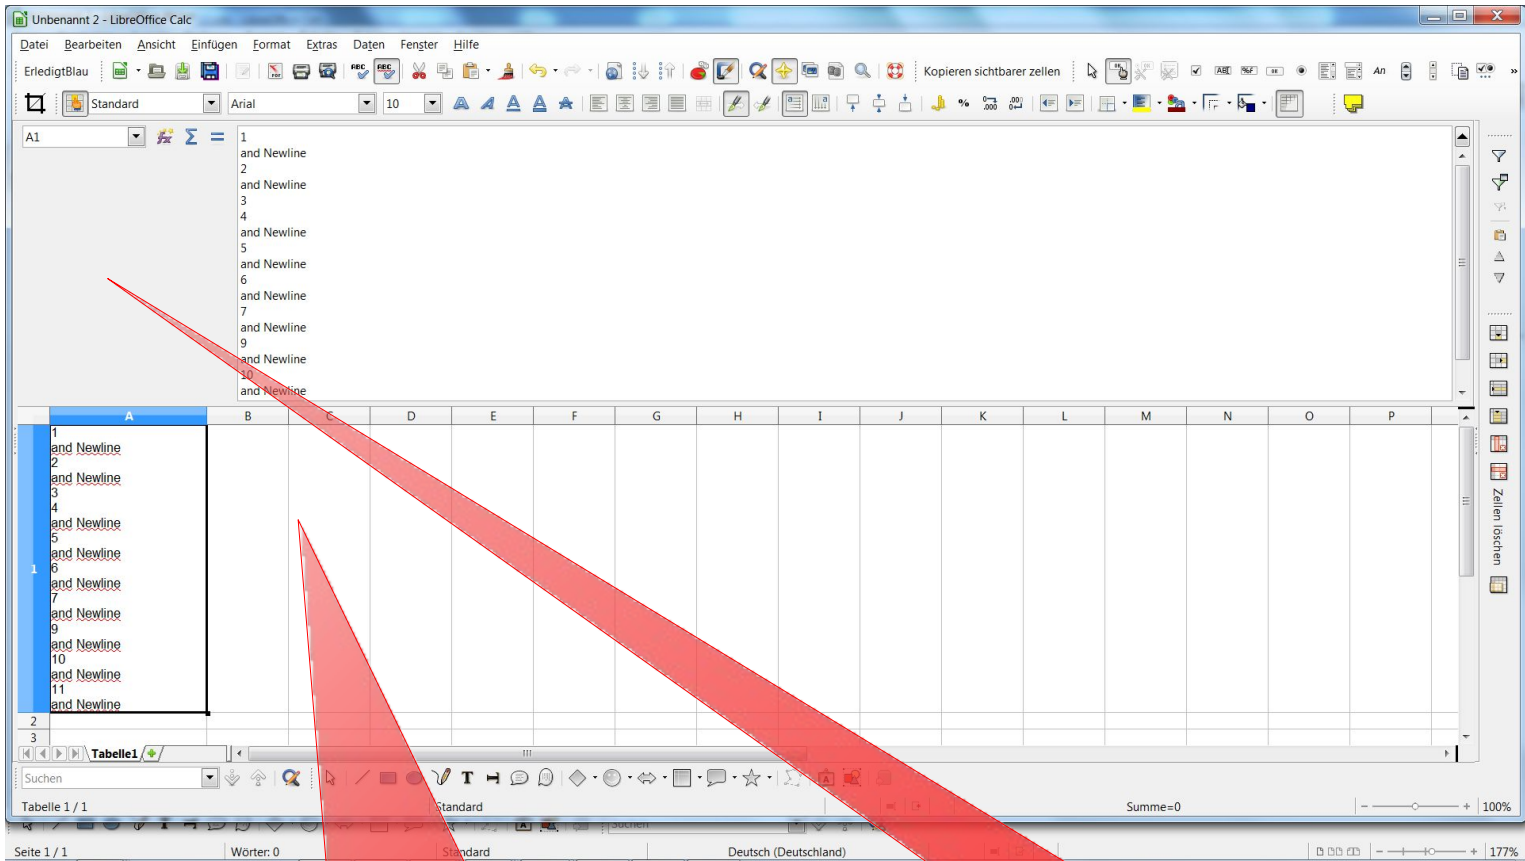 Unbenannt 2 - LibreOffice Calc
Datei Bearbeiten Ansicht Einfügen Format Extras Daten Fenster Hilfe
ErledigtBlau Kopieren sichtbarer zellen
Standard Arial 10
A1
1
and Newline
2
and Newline
3
4
and Newline
5
and Newline
6
and Newline
7
and Newline
9
and Newline
10
and Newline
A B C D E F G H I J K L M N O P
1
and Newline
2
and Newline
3
4
and Newline
5
and Newline
6
and Newline
7
and Newline
9
and Newline
10
and Newline
11
and Newline
1
2
3
Zellen löschen
Tabelle1
Suchen
Tabelle 1 / 1 Standard Summe=0 100%
Suchen
Seite 1 / 1 Wörter: 0 Standard Deutsch (Deutschland) 177%